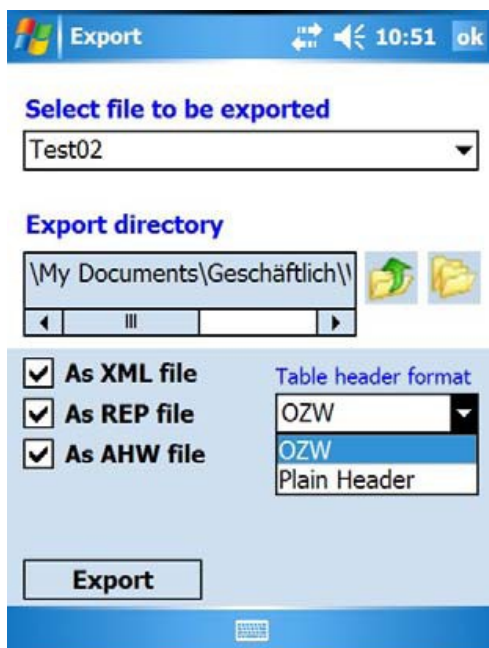 Export 10:51 ok
Select file to be exported
Test02
Export directory
\My Documents\Geschäftlich\
As XML file
As REP file
As AHW file
Table header format
OZW
OZW
Plain Header
Export